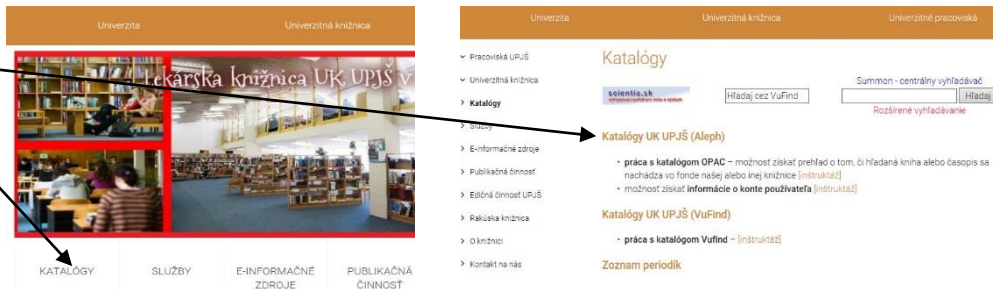 Univerzita
Univerzitná knižnica
Lekárska knižnica UK UPJŠ v
KATALÓGY
SLUŽBY
E-INFORMAČNÉ
ZDROJE
PUBLIKAČNÁ
ČINNOSŤ
Univerzita
Univerzitná knižnica
Univerzitné pracoviská
Pracoviská UPJŠ
Univerzitná knižnica
Katalógy
Služby
E-informačné zdroje
Publikačná činnosť
Edičná činnosť UPJŠ
Rakúska knižnica
O knižnici
Kontakt na nás
Katalógy
scientia.sk
Hľadaj cez VuFind
Summon - centrálny vyhľadávač
Hľadaj
Rozšírené vyhľadávanie
Katalógy UK UPJŠ (Aleph)
• práca s katalógom OPAC – možnosť získať prehľad o tom, či hľadaná kniha alebo časopis sa
nachádza vo fonde našej alebo inej knižnice [inštruktáž]
• možnosť získať informácie o konte používateľa [inštruktáž]
Katalógy UK UPJŠ (VuFind)
• práca s katalógom Vufind – [inštruktáž]
Zoznam periodík